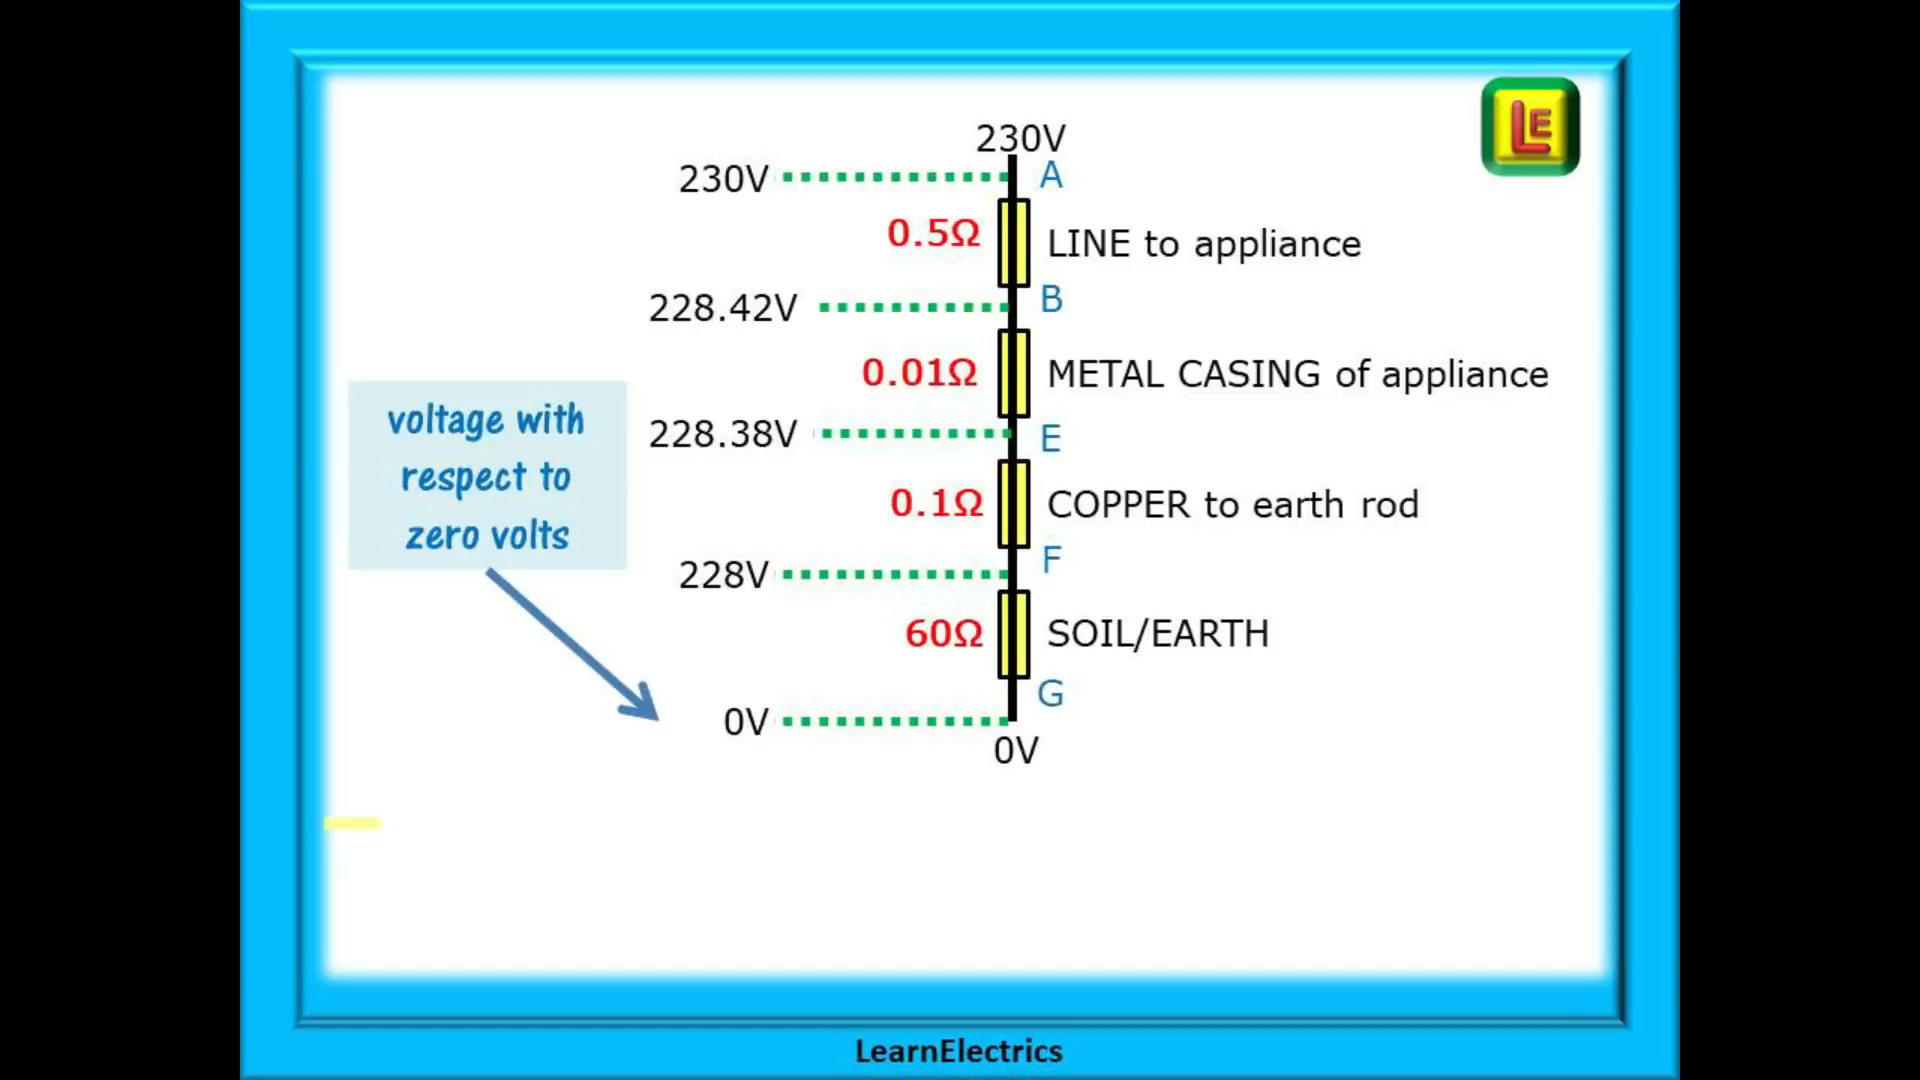 230V
LE
230V A
0.5Ω LINE to appliance
228.42V B
0.01Ω METAL CASING of appliance
voltage with
respect to
zero volts
228.38V E
0.1Ω COPPER to earth rod
228V F
60Ω SOIL/EARTH
G
0V
0V
LearnElectrics